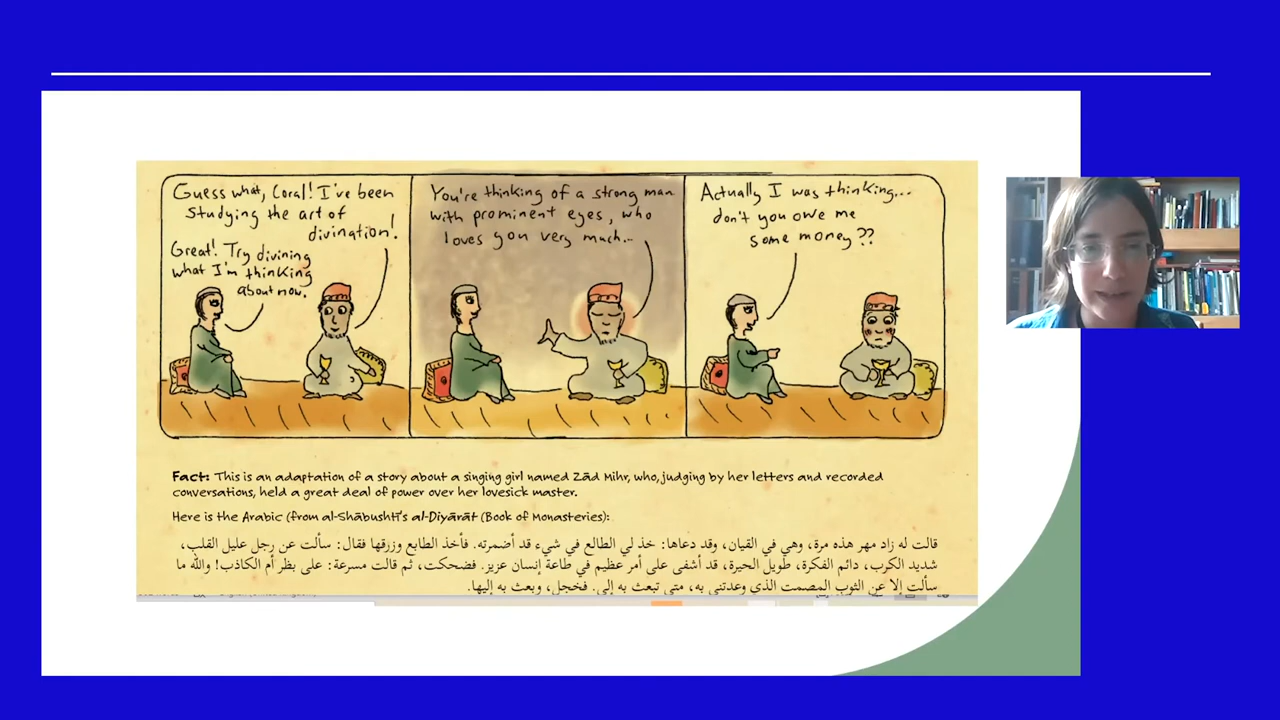 Guess what, Coral! I've been
studying the art of
divination!
Great! Try divining
what I'm thinking
about now.
You're thinking of a strong man
with prominent eyes, who
loves you very much...
Actually I was thinking...
don't you owe me
some money??
Fact: This is an adaptation of a story about a singing girl named Zād Mihr, who, judging by her letters and recorded
conversations, held a great deal of power over her lovesick master.
Here is the Arabic (from al-Shābushtī's al-Diyārāt (Book of Monasteries):
قالت له زاد مهر هذه مرة، وهي في القيان، وقد دعاها: خذ لي الطالع في شيء قد أضمرته. فأخذ الطابع وزرقها فقال: سألت عن رجل عليل القلب،
شديد الكرب، دائم الفكرة، طويل الحيرة، قد أشفى على أمر عظيم في طاعة إنسان عزيز. فضحكت، ثم قالت مسرعة: على بظر أم الكاذب! والله ما
سألت إلا عن الثوب المصمت الذي وعدتني به، متى تبعث به إلي. فخجل، وبعث به إليها.